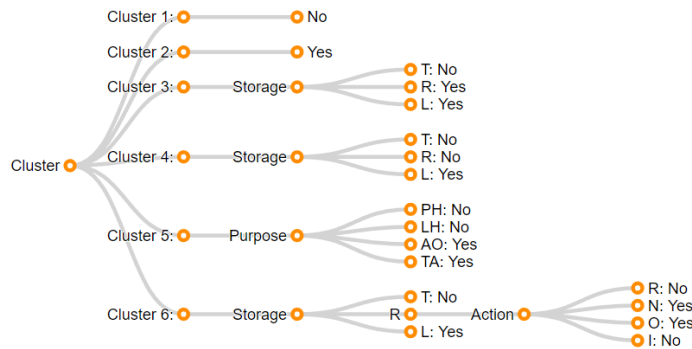 Cluster
Cluster 1: No
Cluster 2: Yes
Cluster 3: Storage
T: No
R: Yes
L: Yes
Cluster 4: Storage
T: No
R: No
L: Yes
Cluster 5: Purpose
PH: No
LH: No
AO: Yes
TA: Yes
Cluster 6: Storage
T: No
R Action
R: No
N: Yes
O: Yes
I: No
L: Yes